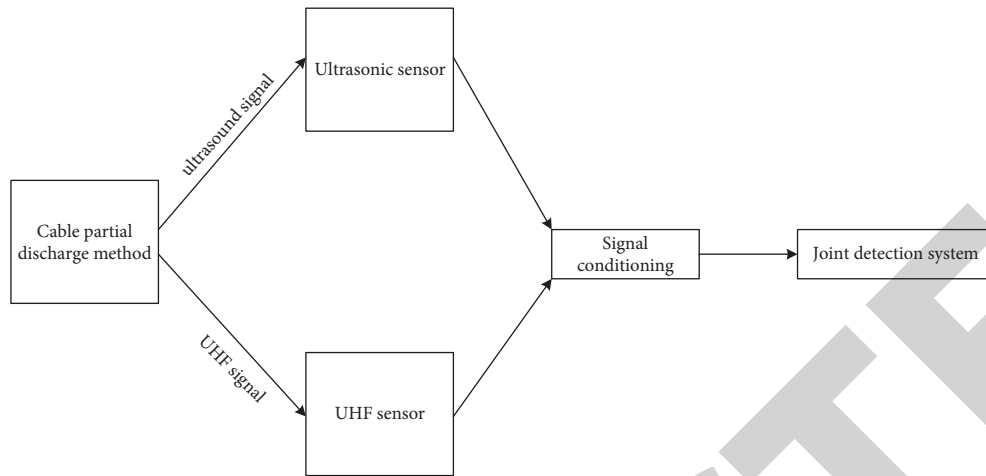 Ultrasonic sensor
ultrasound signal
Cable partial
discharge method
UHF signal
UHF sensor
Signal
conditioning
Joint detection system